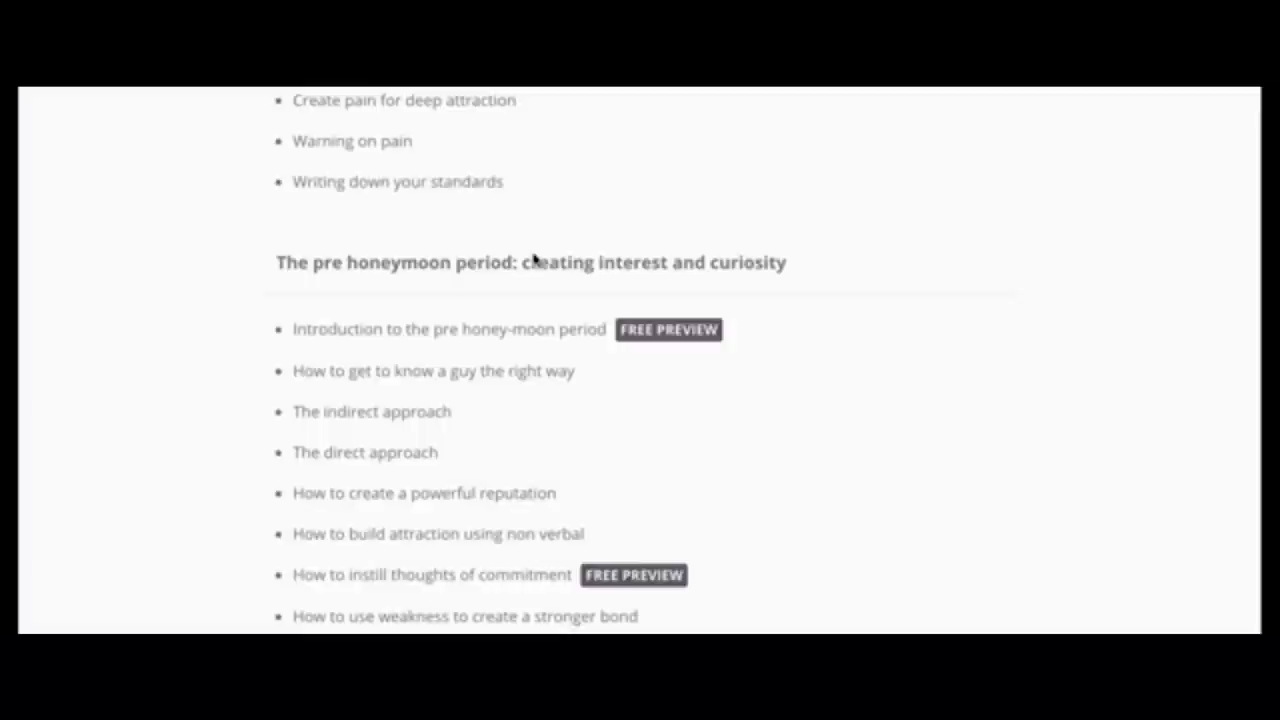 Create pain for deep attraction
Warning on pain
Writing down your standards
The pre honeymoon period: creating interest and curiosity
Introduction to the pre honey-moon period FREE PREVIEW
How to get to know a guy the right way
The indirect approach
The direct approach
How to create a powerful reputation
How to build attraction using non verbal
How to instill thoughts of commitment FREE PREVIEW
How to use weakness to create a stronger bond